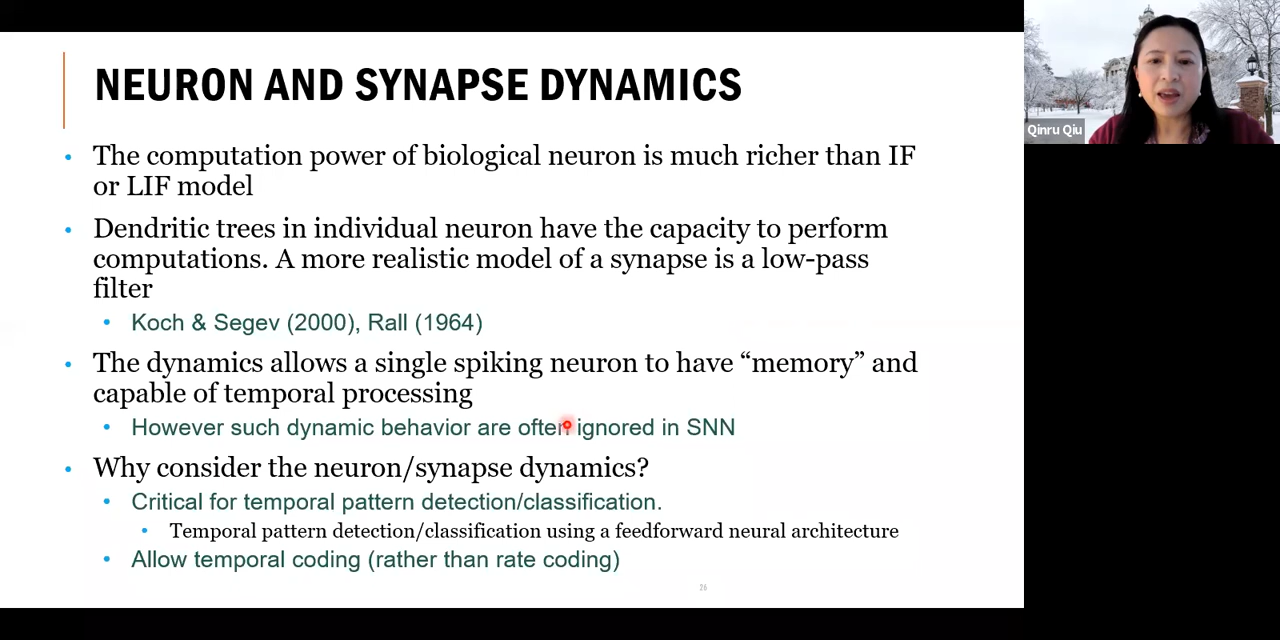 NEURON AND SYNAPSE DYNAMICS
• The computation power of biological neuron is much richer than IF
or LIF model
• Dendritic trees in individual neuron have the capacity to perform
computations. A more realistic model of a synapse is a low-pass
filter
• Koch & Segev (2000), Rall (1964)
• The dynamics allows a single spiking neuron to have “memory” and
capable of temporal processing
• However such dynamic behavior are often ignored in SNN
• Why consider the neuron/synapse dynamics?
• Critical for temporal pattern detection/classification.
• Temporal pattern detection/classification using a feedforward neural architecture
• Allow temporal coding (rather than rate coding)
26
Qinru Qiu